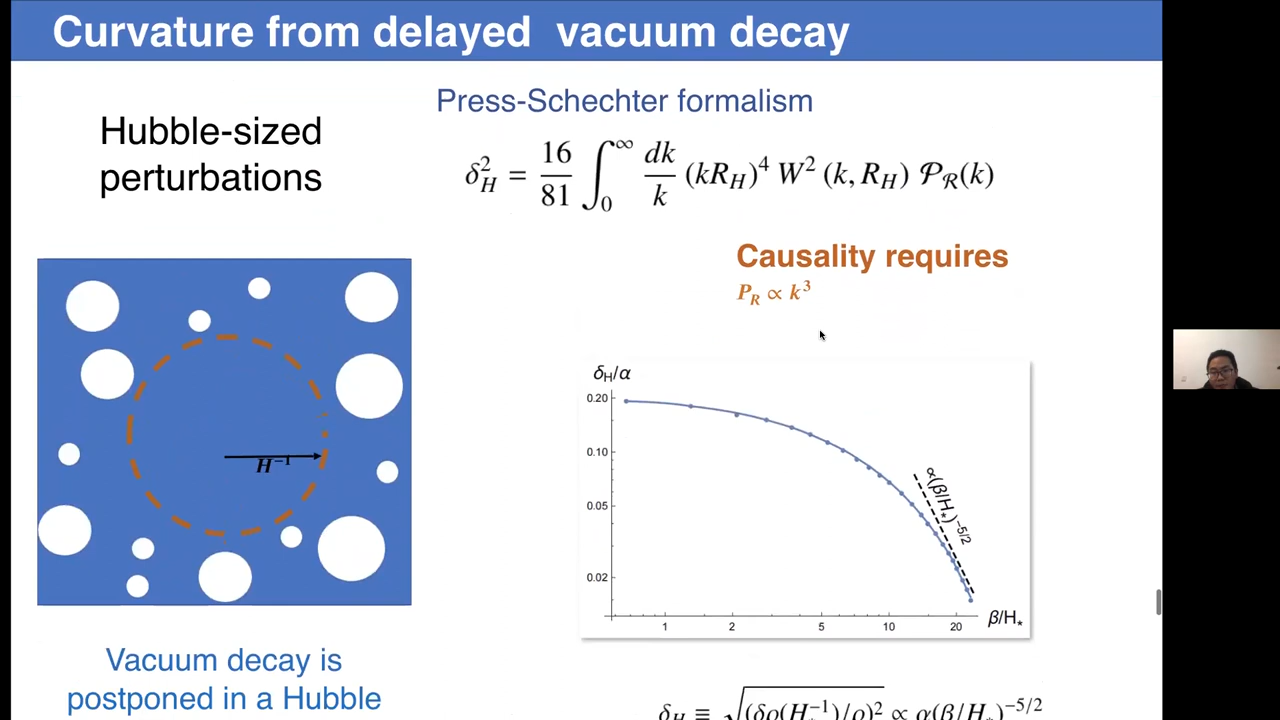 Curvature from delayed vacuum decay
Press-Schechter formalism
Hubble-sized
perturbations
δ_H^2 = 16/81 ∫_0^∞ dk/k (kR_H)^4 W^2 (k, R_H) 𝒫_ℛ(k)
Causality requires
P_R ∝ k^3
H^{-1}
δ_H/α
0.20
0.10
0.05
0.02
∝(β/H_*)^{-5/2}
1 2 5 10 20
β/H_*
Vacuum decay is
postponed in a Hubble
δ_H ≡ √⟨(δρ(H_*^{-1})/ρ)^2⟩ ∝ α(β/H_*)^{-5/2}